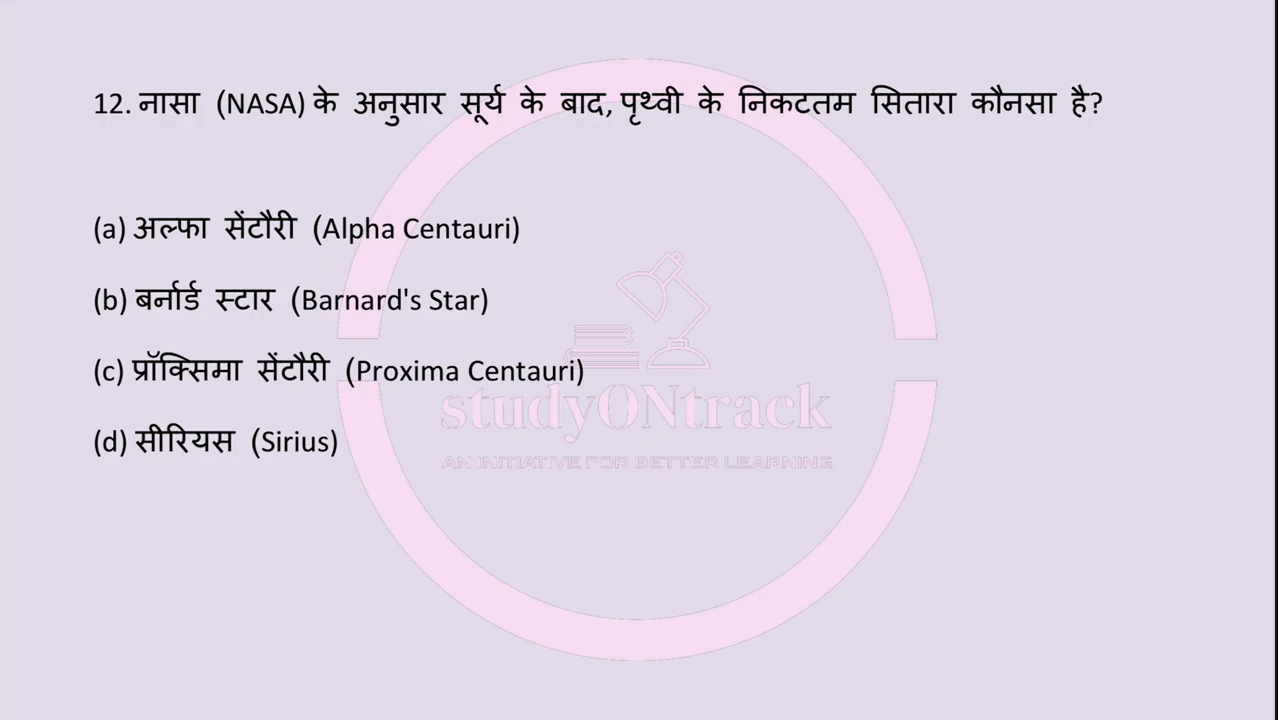 12. नासा (NASA) के अनुसार सूर्य के बाद, पृथ्वी के निकटतम सितारा कौनसा है?
(a) अल्फा सेंटौरी (Alpha Centauri)
(b) बर्नार्ड स्टार (Barnard's Star)
(c) प्रॉक्सिमा सेंटौरी (Proxima Centauri)
studyONtrack
(d) सीरियस (Sirius)
AN INITIATIVE FOR BETTER LEARNING